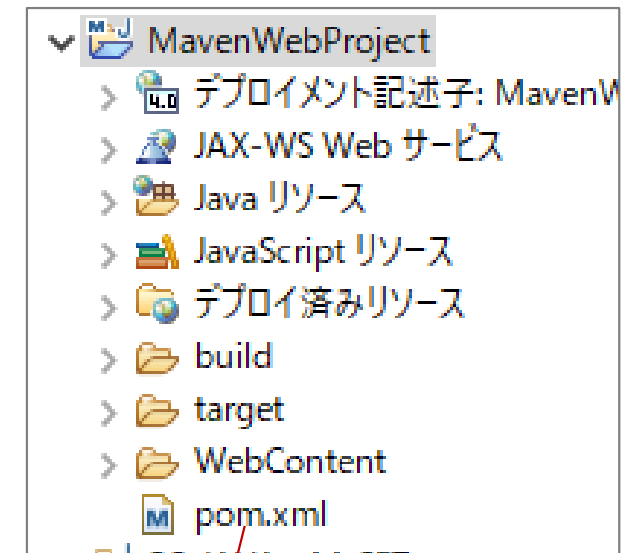 MavenWebProject
デプロイメント記述子: MavenW
JAX-WS Web サービス
Java リソース
JavaScript リソース
デプロイ済みリソース
build
target
WebContent
pom.xml